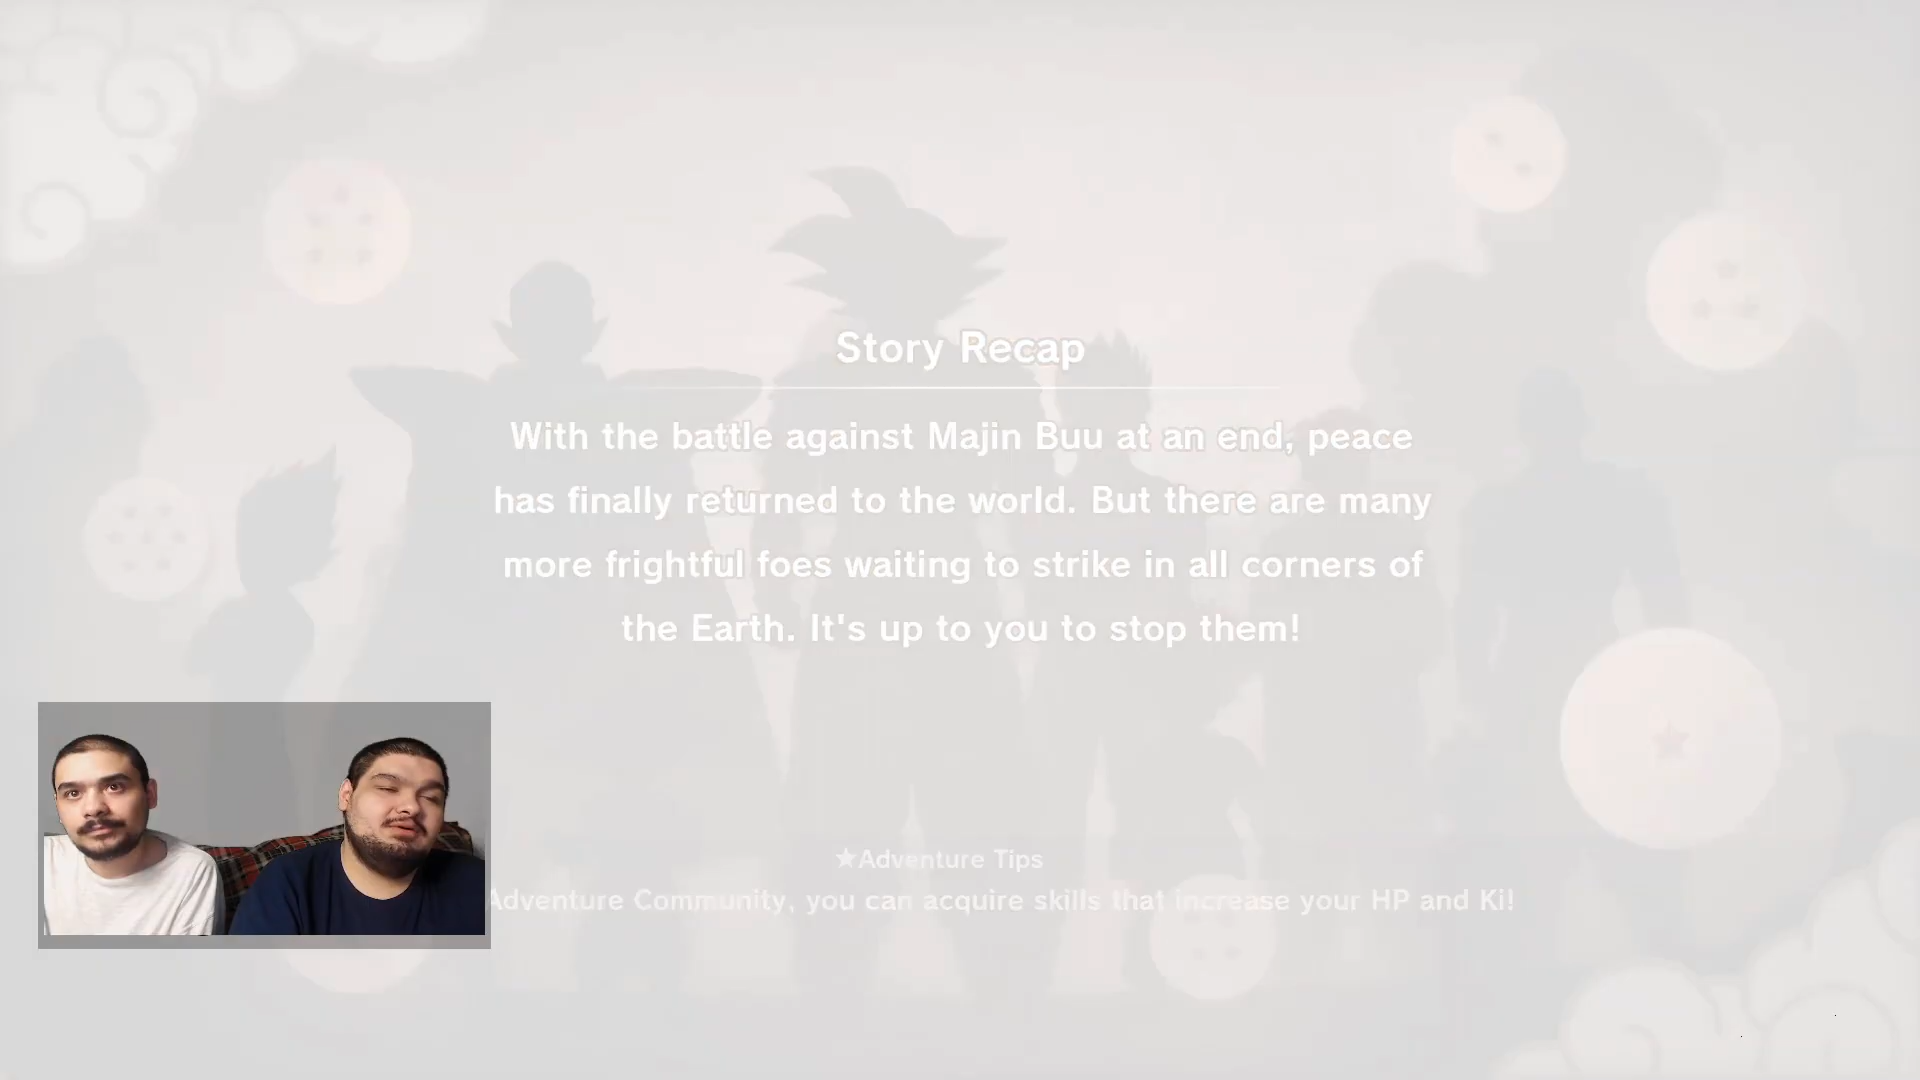 Story Recap
With the battle against Majin Buu at an end, peace
has finally returned to the world. But there are many
more frightful foes waiting to strike in all corners of
the Earth. It's up to you to stop them!
★Adventure Tips
Adventure Community, you can acquire skills that increase your HP and Ki!